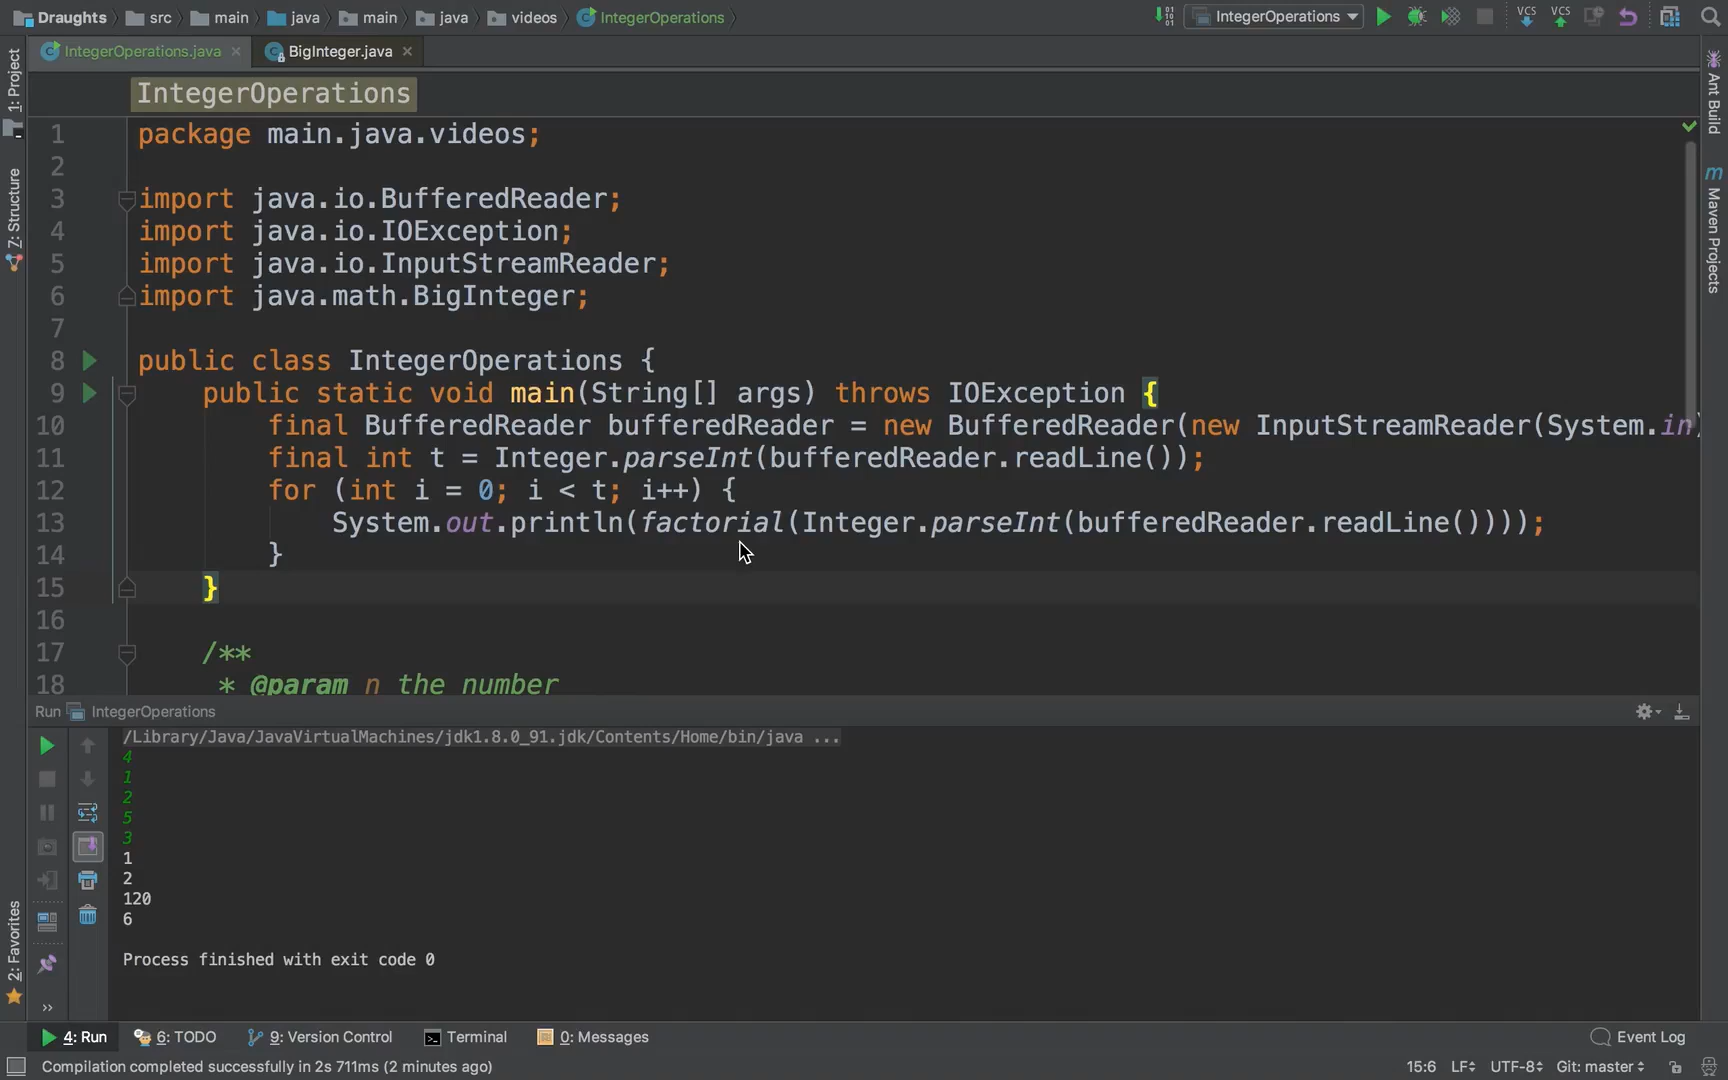 Draughts src main java main java videos IntegerOperations
IntegerOperations VCS VCS
IntegerOperations.java BigInteger.java
IntegerOperations
1 package main.java.videos;
2
3 import java.io.BufferedReader;
4 import java.io.IOException;
5 import java.io.InputStreamReader;
6 import java.math.BigInteger;
7
8 public class IntegerOperations {
9 public static void main(String[] args) throws IOException {
10 final BufferedReader bufferedReader = new BufferedReader(new InputStreamReader(System.in)
11 final int t = Integer.parseInt(bufferedReader.readLine());
12 for (int i = 0; i < t; i++) {
13 System.out.println(factorial(Integer.parseInt(bufferedReader.readLine())));
14 }
15 }
16
17 /**
18 * @param n the number
1: Project
7: Structure
2: Favorites
Ant Build
m Maven Projects
Run IntegerOperations
/Library/Java/JavaVirtualMachines/jdk1.8.0_91.jdk/Contents/Home/bin/java ...
4
1
2
5
3
1
2
120
6
Process finished with exit code 0
4: Run 6: TODO 9: Version Control Terminal 0: Messages Event Log
Compilation completed successfully in 2s 711ms (2 minutes ago) 15:6 LF UTF-8 Git: master